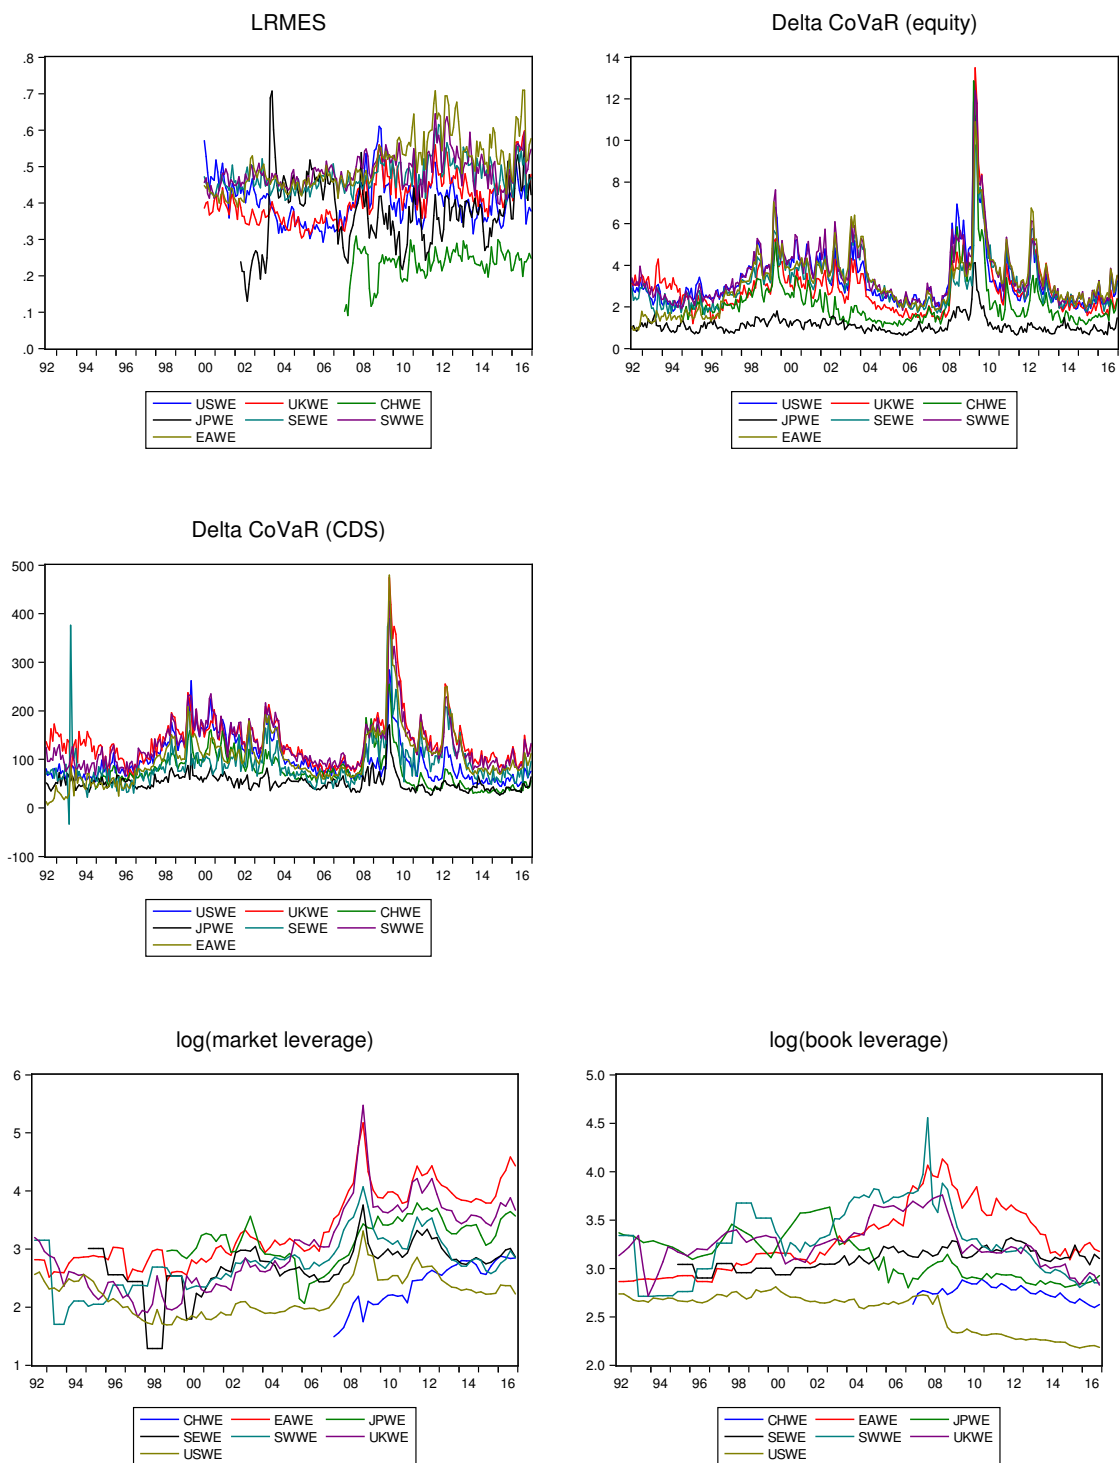 LRMES
.8
.7
.6
.5
.4
.3
.2
.1
.0
92 94 96 98 00 02 04 06 08 10 12 14 16
USWE UKWE CHWE
JPWE SEWE SWWE
EAWE
Delta CoVaR (equity)
14
12
10
8
6
4
2
0
92 94 96 98 00 02 04 06 08 10 12 14 16
USWE UKWE CHWE
JPWE SEWE SWWE
EAWE
Delta CoVaR (CDS)
500
400
300
200
100
0
-100
92 94 96 98 00 02 04 06 08 10 12 14 16
USWE UKWE CHWE
JPWE SEWE SWWE
EAWE
log(market leverage)
6
5
4
3
2
1
92 94 96 98 00 02 04 06 08 10 12 14 16
CHWE EAWE JPWE
SEWE SWWE UKWE
USWE
log(book leverage)
5.0
4.5
4.0
3.5
3.0
2.5
2.0
92 94 96 98 00 02 04 06 08 10 12 14 16
CHWE EAWE JPWE
SEWE SWWE UKWE
USWE